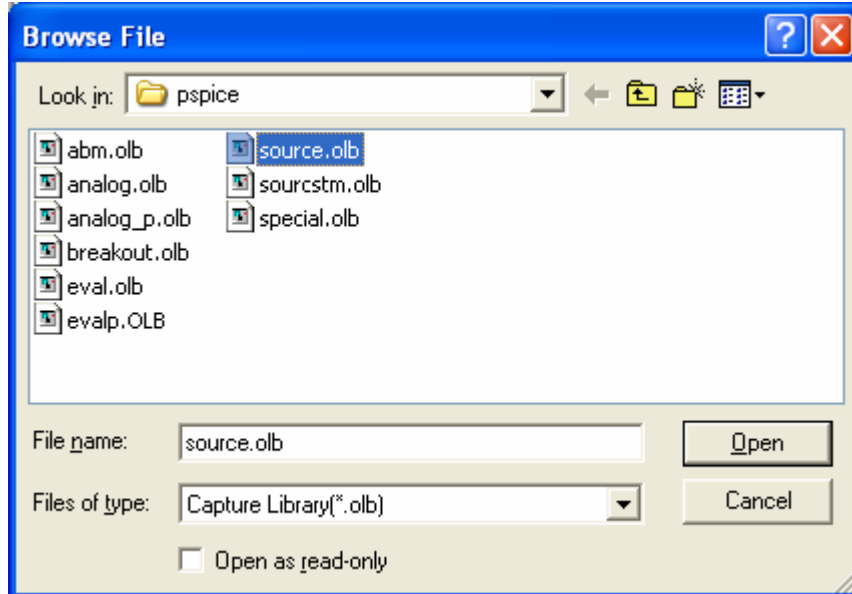 Browse File
Look in: pspice
abm.olb
analog.olb
analog_p.olb
breakout.olb
eval.olb
evalp.OLB
source.olb
sourcstm.olb
special.olb
File name: source.olb
Open
Files of type: Capture Library(*.olb)
Cancel
Open as read-only